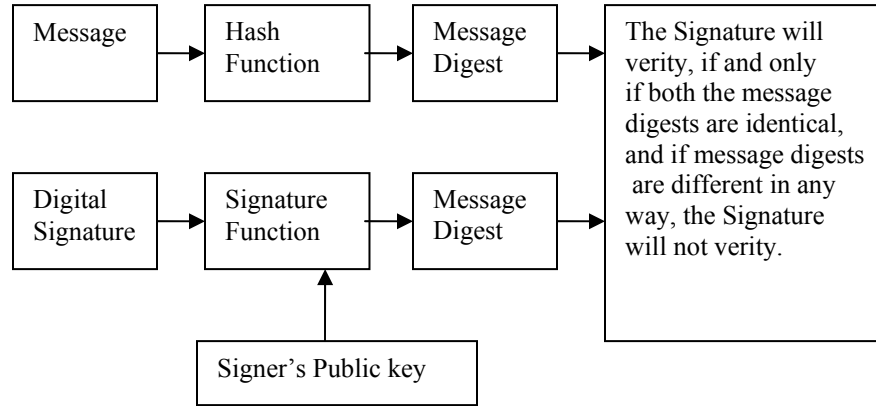 Message
Hash
Function
Message
Digest
The Signature will
verity, if and only
if both the message
digests are identical,
and if message digests
are different in any
way, the Signature
will not verity.
Digital
Signature
Signature
Function
Message
Digest
Signer’s Public key